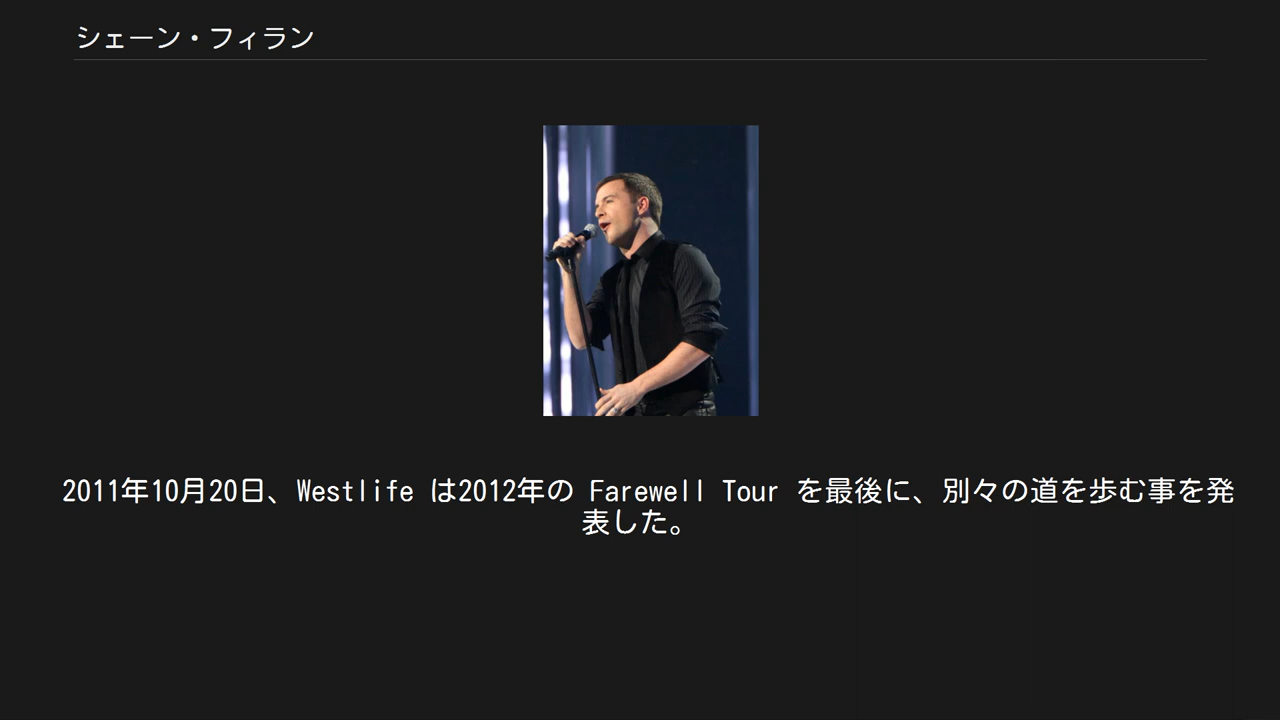 シェーン・フィラン
2011年10月20日、Westlife は2012年の Farewell Tour を最後に、別々の道を歩む事を発
表した。